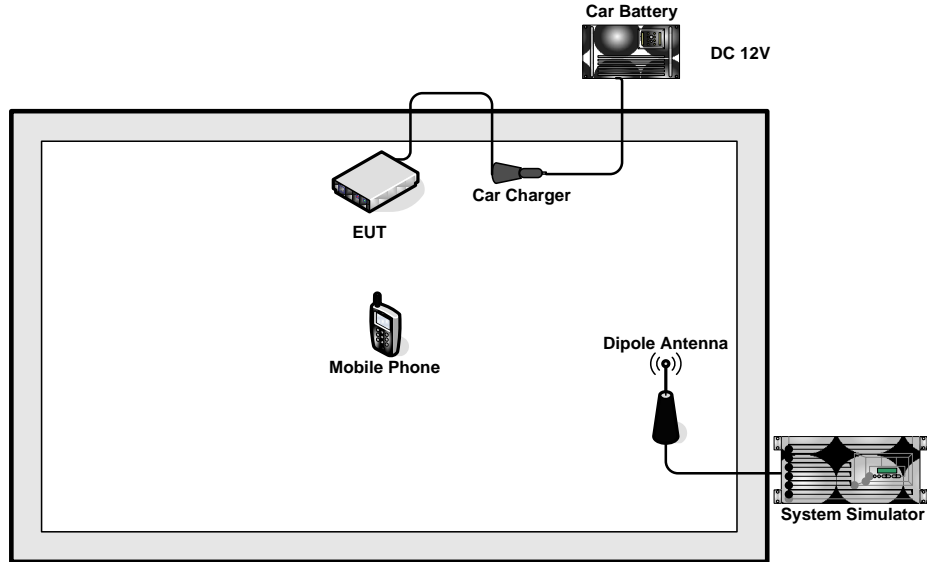 Car Battery
DC 12V
Car Charger
EUT
Dipole Antenna
Mobile Phone
System Simulator